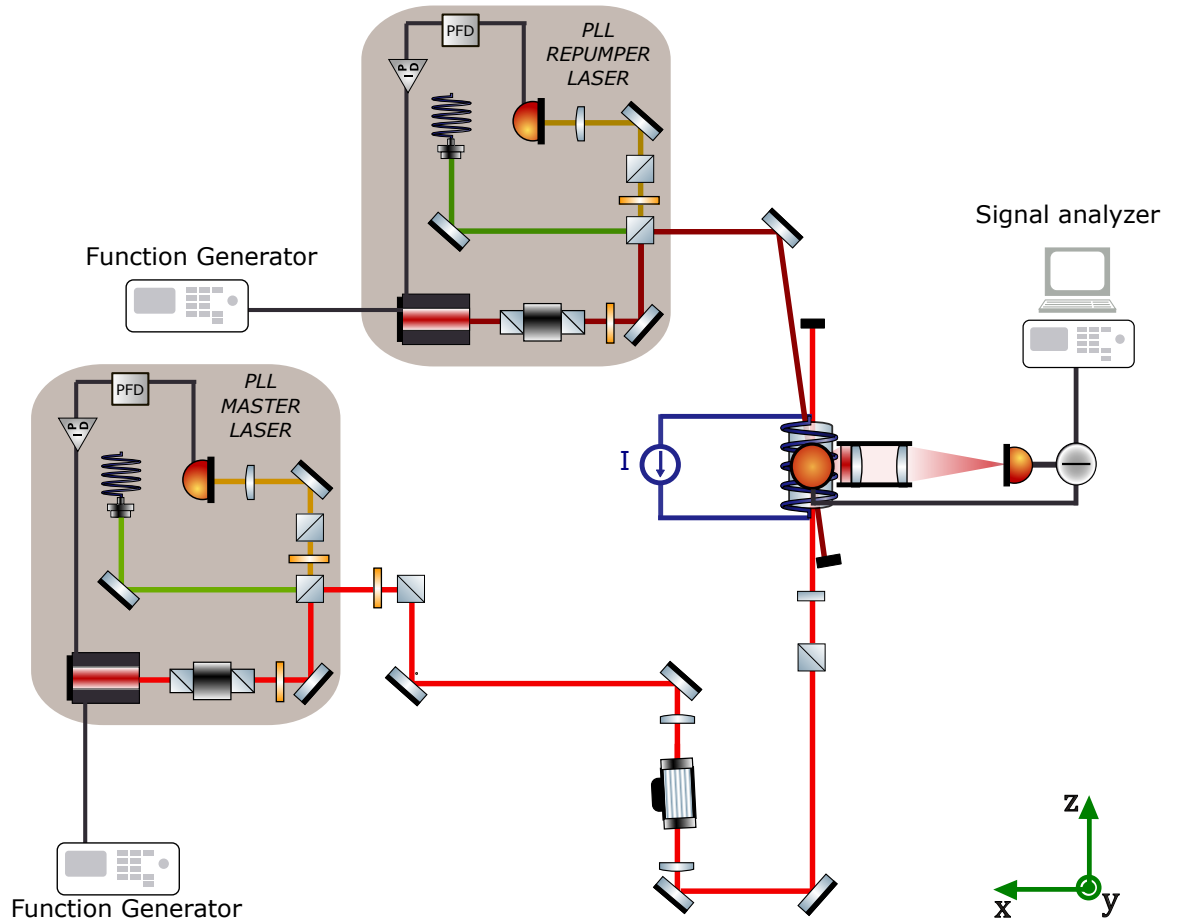 PFD
P
I D
PLL
REPUMPER
LASER
Function Generator
Signal analyzer
PFD
P
I D
PLL
MASTER
LASER
I
Function Generator
z
x
y